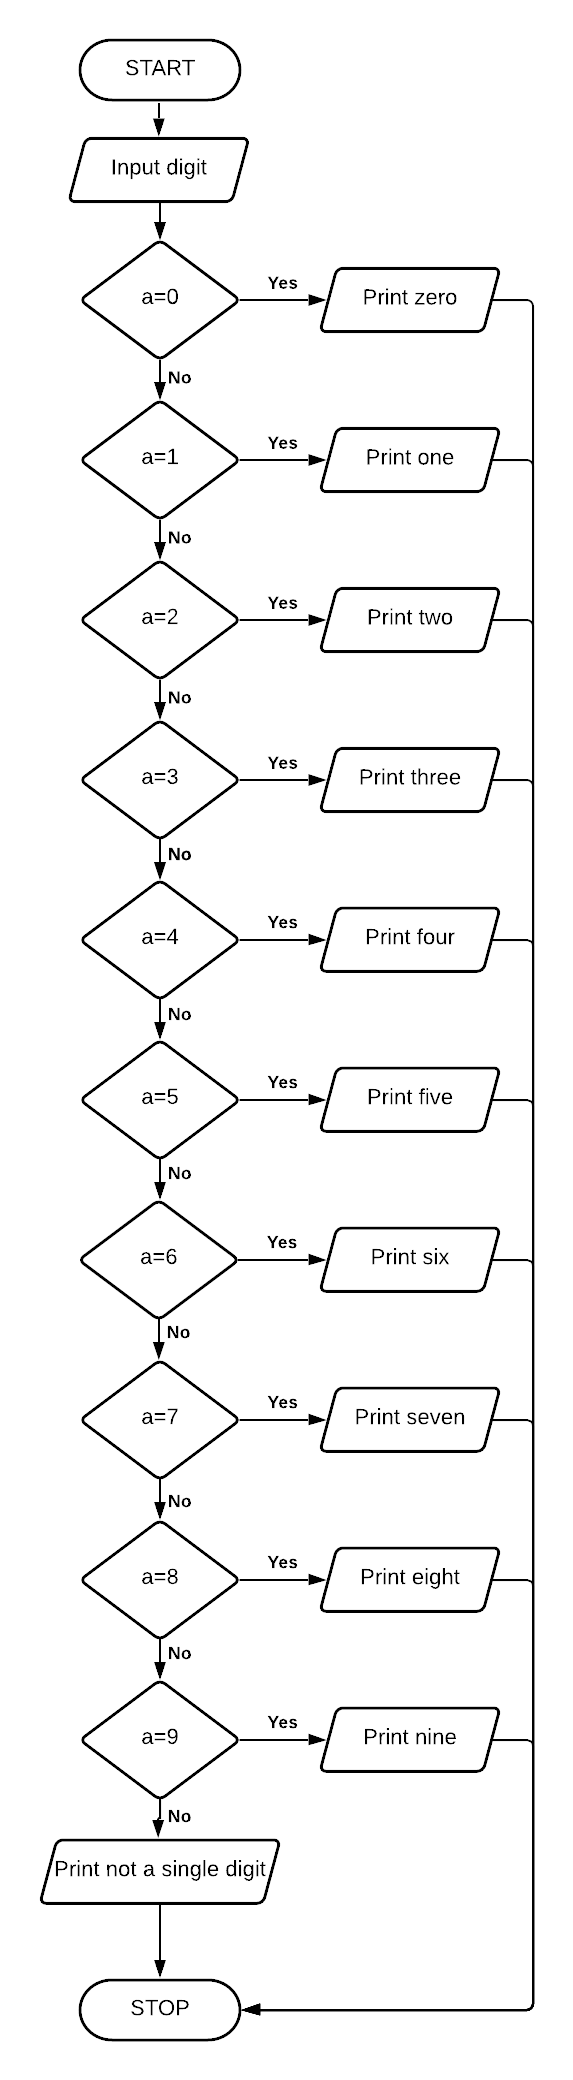 START
Input digit
a=0
Yes
Print zero
No
a=1
Yes
Print one
No
a=2
Yes
Print two
No
a=3
Yes
Print three
No
a=4
Yes
Print four
No
a=5
Yes
Print five
No
a=6
Yes
Print six
No
a=7
Yes
Print seven
No
a=8
Yes
Print eight
No
a=9
Yes
Print nine
No
Print not a single digit
STOP